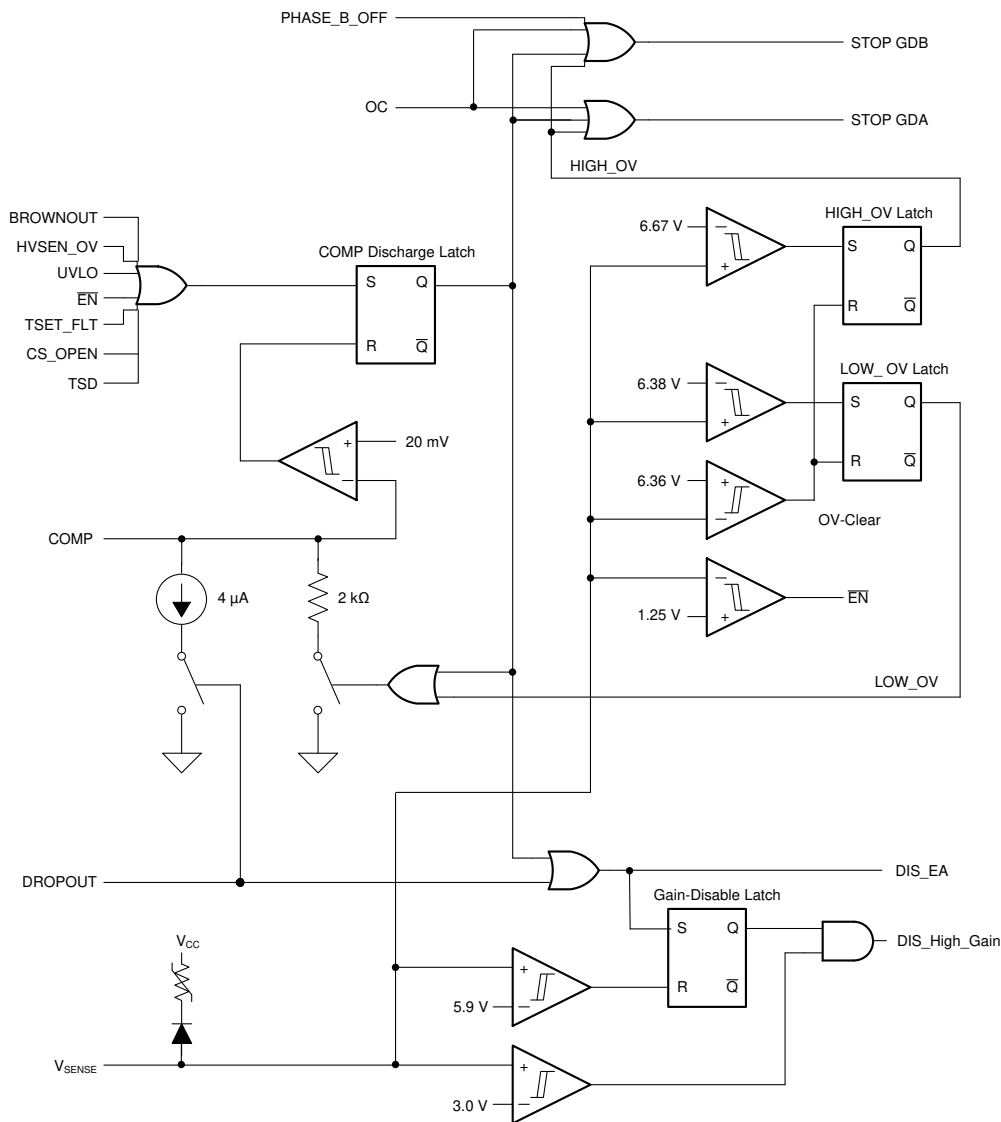 PHASE_B_OFF
STOP GDB
OC
STOP GDA
HIGH_OV
BROWNOUT
HVSEN_OV
UVLO
E̅N̅
TSET_FLT
CS_OPEN
TSD
COMP Discharge Latch
S Q
R Q̅
6.67 V
−
+
HIGH_OV Latch
S Q
R Q̅
6.38 V
−
+
LOW_ OV Latch
S Q
R Q̅
+
−
20 mV
6.36 V
+
−
OV-Clear
COMP
4 µA
2 kΩ
−
+
1.25 V
E̅N̅
LOW_OV
DROPOUT
DIS_EA
Gain-Disable Latch
S Q
R Q̅
DIS_High_Gain
VCC
+
−
5.9 V
VSENSE
+
−
3.0 V